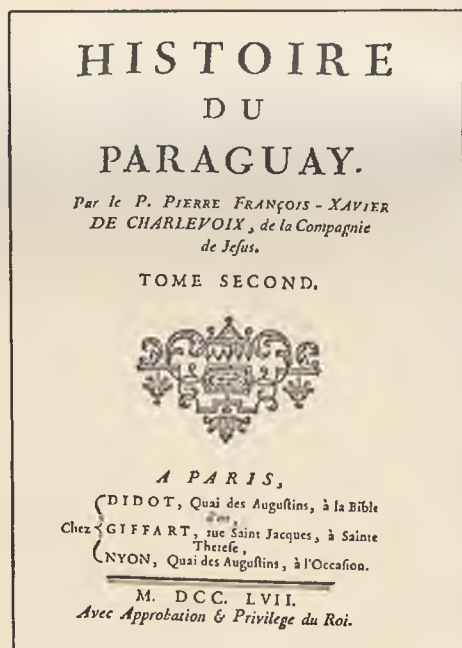 HISTOIRE
DU
PARAGUAY.
Par le P. PIERRE FRANÇOIS-XAVIER
DE CHARLEVOIX, de la Compagnie
de Jesus.
TOME SECOND.
A PARIS,
DIDOT, Quai des Augustins, à la Bible
d'or,
Chez GIFFART, rue Saint Jacques, à Sainte
Therese,
NYON, Quai des Augustins, à l'Occasion.
M. DCC. LVII.
Avec Approbation & Privilege du Roi.